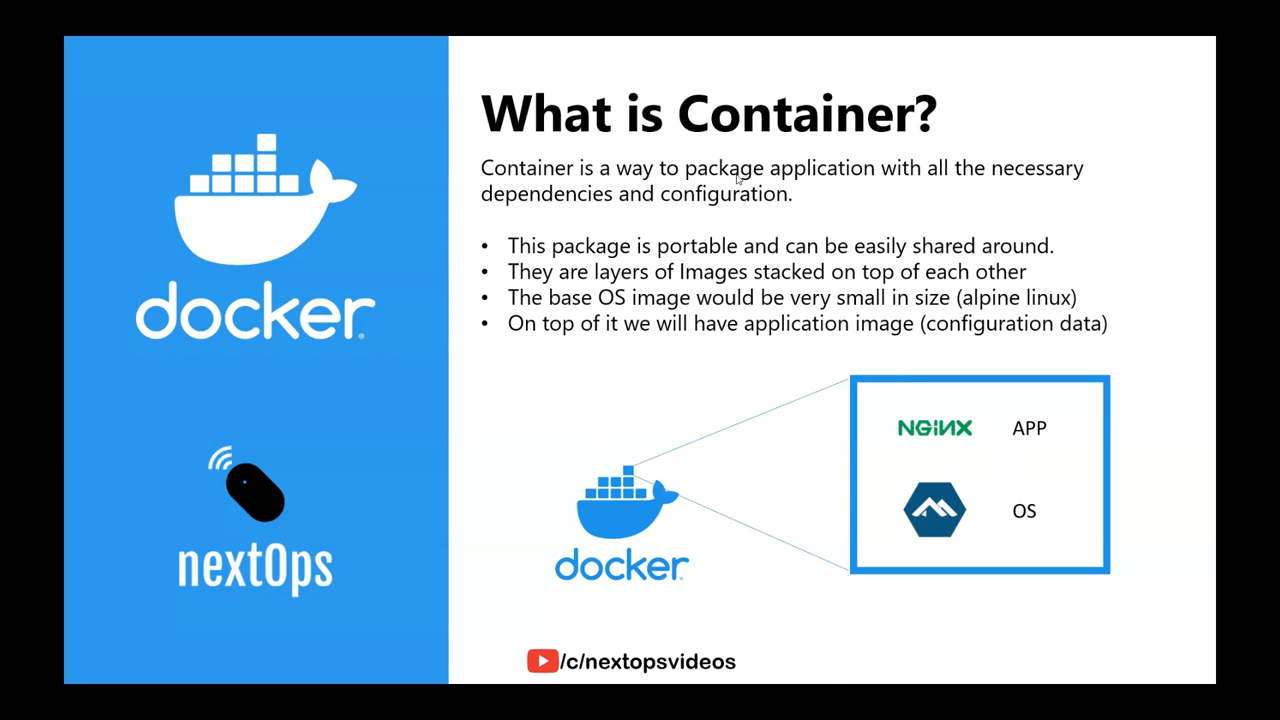 What is Container?
Container is a way to package application with all the necessary
dependencies and configuration.
• This package is portable and can be easily shared around.
• They are layers of Images stacked on top of each other
• The base OS image would be very small in size (alpine linux)
• On top of it we will have application image (configuration data)
docker
nextOps
NGiNX APP
OS
docker
/c/nextopsvideos